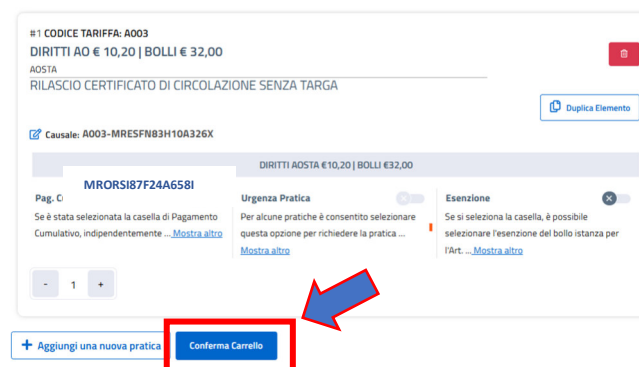 #1 CODICE TARIFFA: A003
DIRITTI AO € 10,20 | BOLLI € 32,00
AOSTA
RILASCIO CERTIFICATO DI CIRCOLAZIONE SENZA TARGA
Duplica Elemento
Causale: A003-MRESFN83H10A326X
DIRITTI AOSTA €10,20 | BOLLI €32,00
MRORSI87F24A658I
Pag.
Se è stata selezionata la casella di Pagamento
Cumulativo, indipendentemente ... Mostra altro
Urgenza Pratica
Per alcune pratiche è consentito selezionare
questa opzione per richiedere la pratica ...
Mostra altro
Esenzione
Se si seleziona la casella, è possibile
selezionare l'esenzione del bollo istanza per
l'Art. ... Mostra altro
- 1 +
+ Aggiungi una nuova pratica
Conferma Carrello